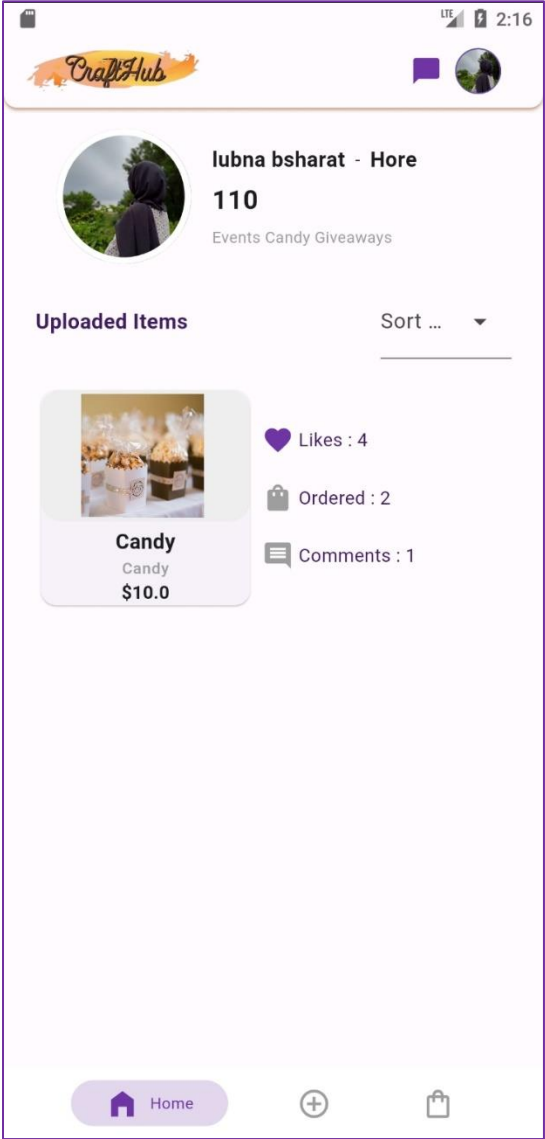 LTE 2:16
CraftHub
lubna bsharat - Hore
110
Events Candy Giveaways
Uploaded Items
Sort ...
Likes : 4
Ordered : 2
Comments : 1
Candy
Candy
$10.0
Home